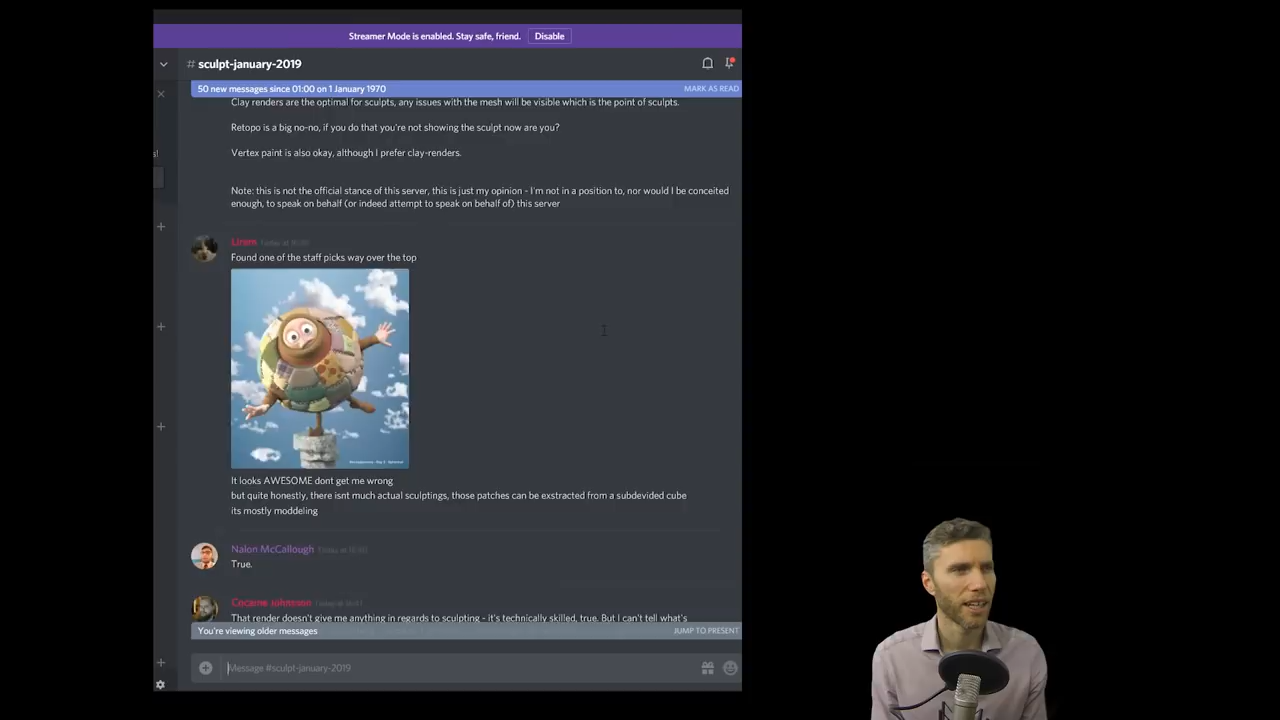 Streamer Mode is enabled. Stay safe, friend. Disable
# sculpt-january-2019
50 new messages since 01:00 on 1 January 1970 MARK AS READ
Clay renders are the optimal for sculpts, any issues with the mesh will be visible which is the point of sculpts.
s!
Retopo is a big no-no, if you do that you're not showing the sculpt now are you?
Vertex paint is also okay, although I prefer clay-renders.
Note: this is not the official stance of this server, this is just my opinion - I'm not in a position to, nor would I be conceited
enough, to speak on behalf (or indeed attempt to speak on behalf of) this server
Today at
Found one of the staff picks way over the top
It looks AWESOME dont get me wrong
but quite honestly, there isnt much actual sculptings, those patches can be exstracted from a subdevided cube
its mostly moddeling
Nalon McCallough Today at
True.
Cocaine Johnsson Today at
That render doesn't give me anything in regards to sculpting - it's technically skilled, true. But I can't tell what's
You're viewing older messages JUMP TO PRESENT
Message #sculpt-january-2019